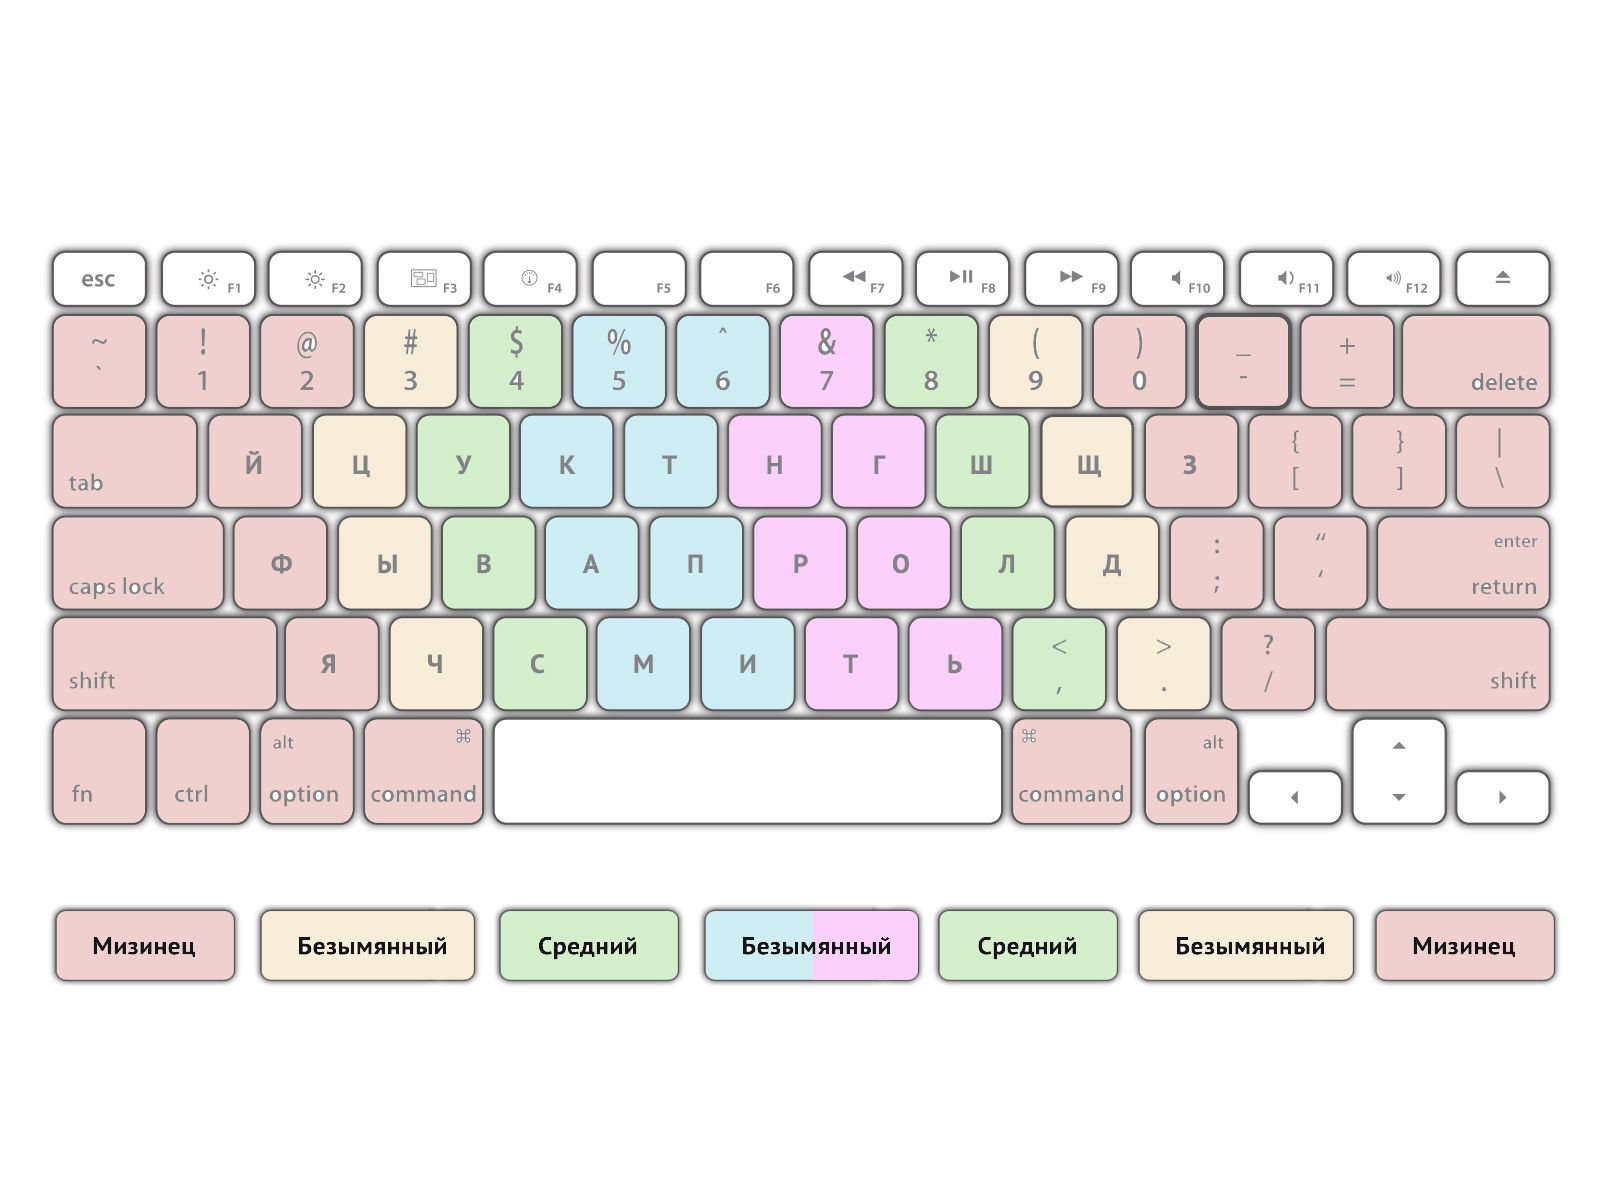 esc F1 F2 F3 F4 F5 F6 F7 F8 F9 F10 F11 F12
~ ! @ # $ % ^ & * ( ) _ +
` 1 2 3 4 5 6 7 8 9 0 - = delete
{ } |
tab Й Ц У К Т Н Г Ш Щ З [ ] \
: “ enter
caps lock Ф Ы В А П Р О Л Д ; ‘ return
< > ?
shift Я Ч С М И Т Ь , . / shift
alt ⌘ ⌘ alt
fn ctrl option command command option
Мизинец Безымянный Средний Безымянный Средний Безымянный Мизинец